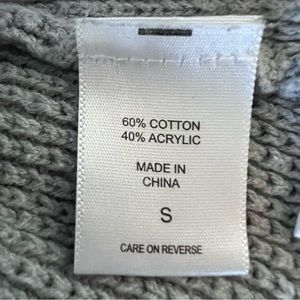 60% COTTON
40% ACRYLIC
MADE IN
CHINA
S
CARE ON REVERSE